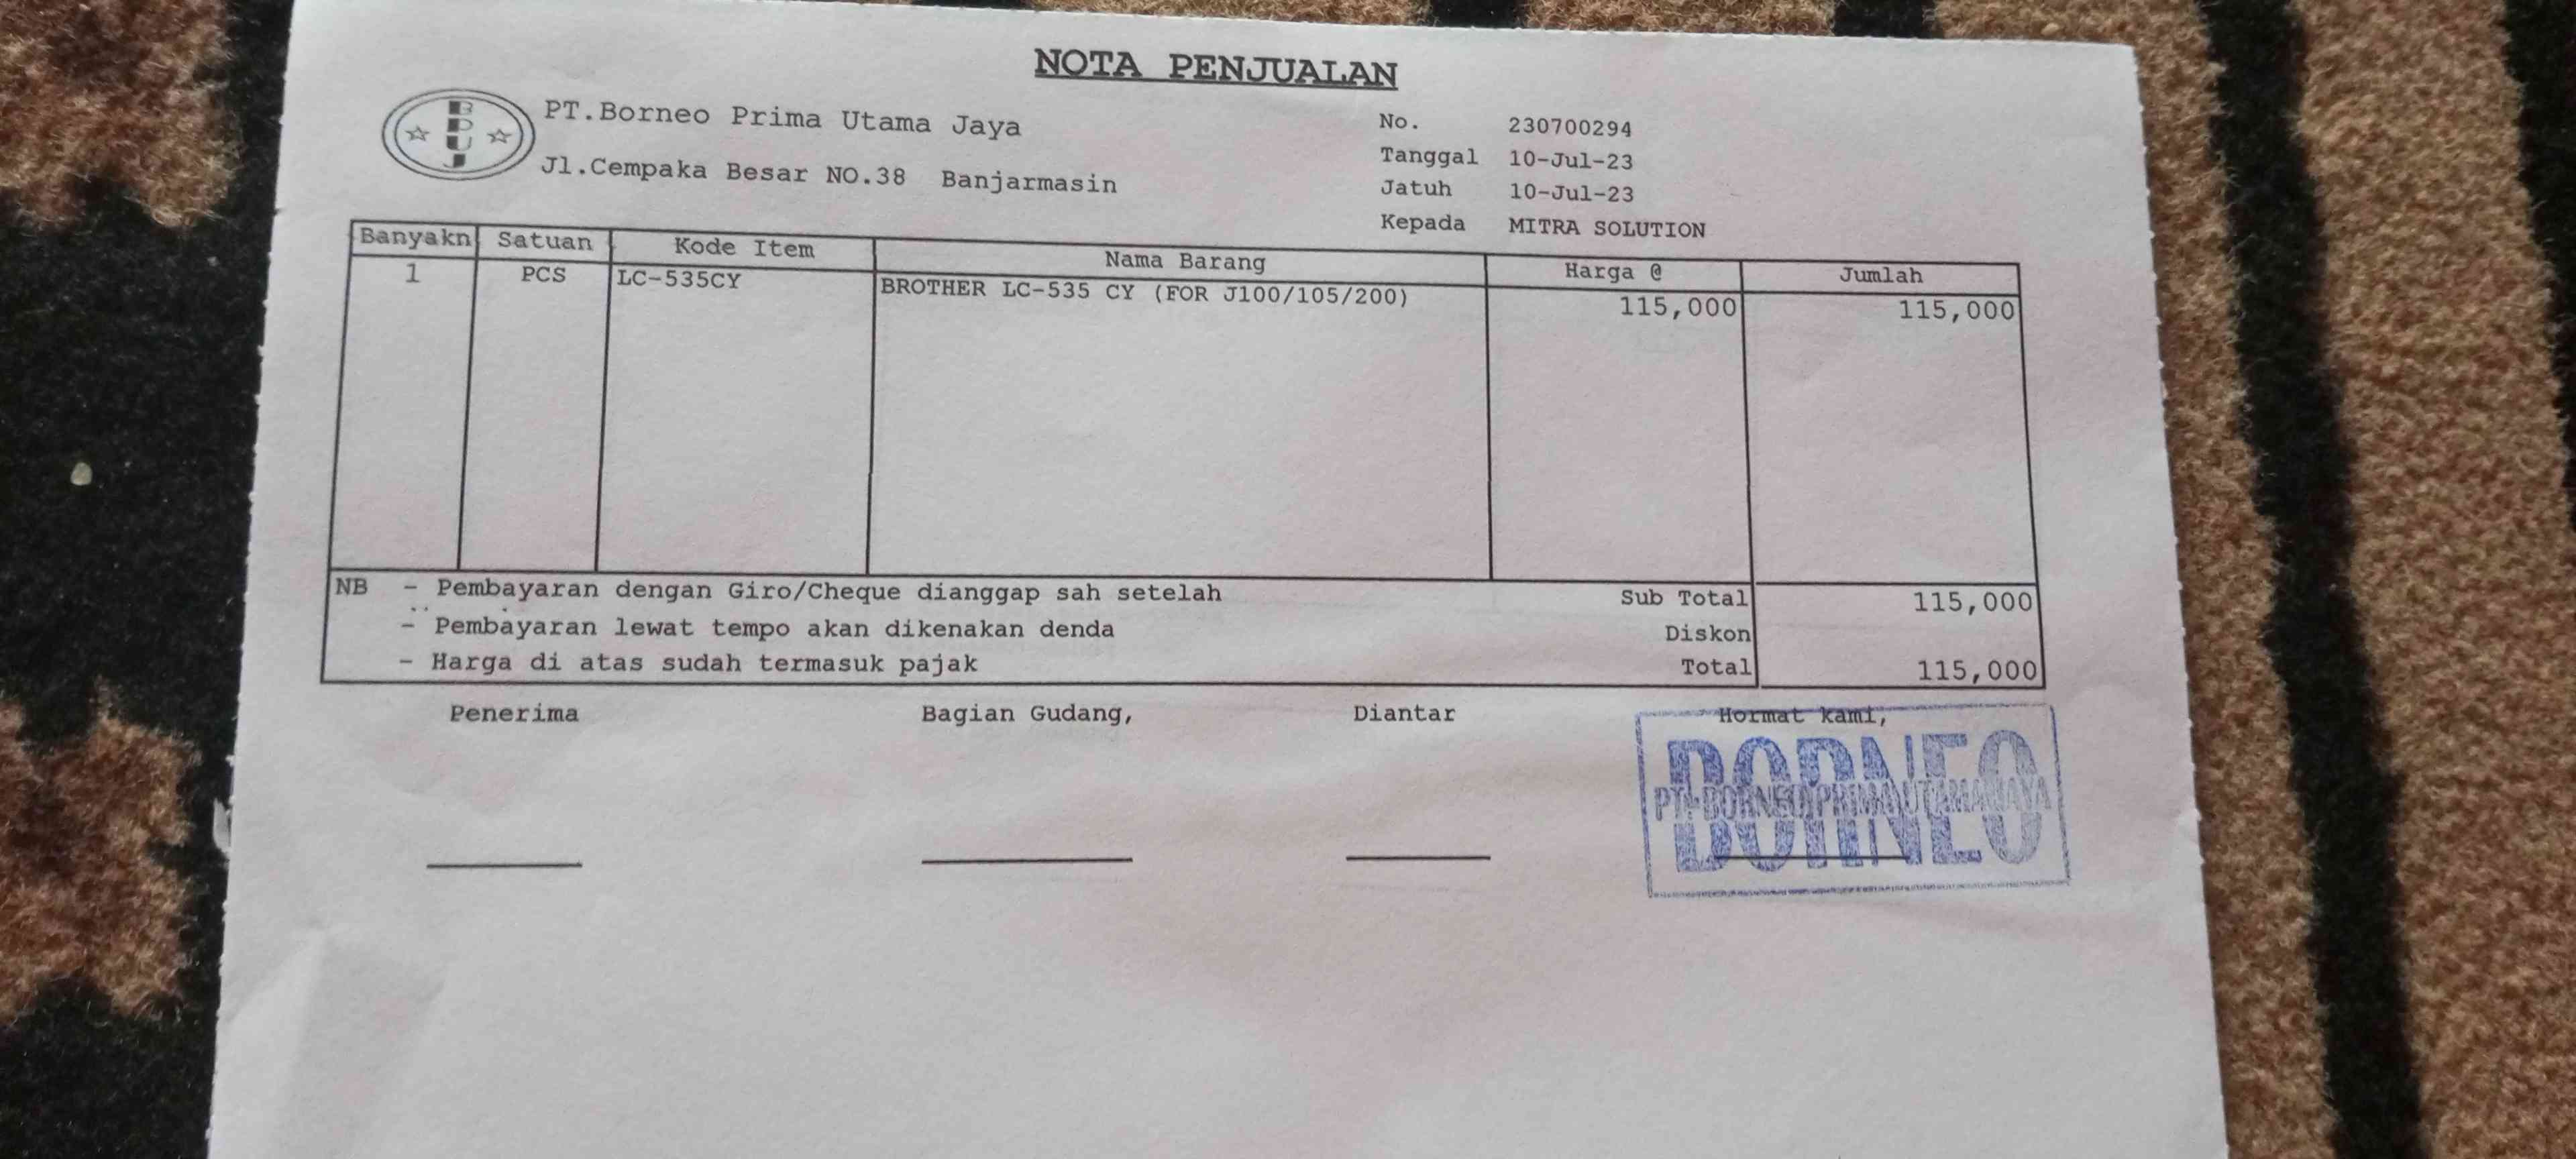 NOTA PENJUALAN
BPUJ
PT.Borneo Prima Utama Jaya
Jl.Cempaka Besar NO.38 Banjarmasin
No. 230700294
Tanggal 10-Jul-23
Jatuh 10-Jul-23
Kepada MITRA SOLUTION
Banyakn Satuan Kode Item Nama Barang Harga @ Jumlah
1 PCS LC-535CY BROTHER LC-535 CY (FOR J100/105/200) 115,000 115,000
NB - Pembayaran dengan Giro/Cheque dianggap sah setelah
- Pembayaran lewat tempo akan dikenakan denda
- Harga di atas sudah termasuk pajak
Sub Total 115,000
Diskon
Total 115,000
Penerima Bagian Gudang, Diantar Hormat kami,
BORNEO
PT. BORNEO PRIMA UTAMA JAYA